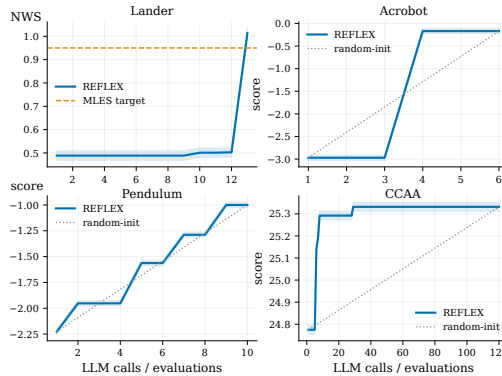 Lander
NWS
1.0
0.9
0.8
0.7
0.6
0.5
REFLEX
MLES target
2 4 6 8 10 12
Acrobot
score
0.0
−0.5
−1.0
−1.5
−2.0
−2.5
−3.0
REFLEX
random-init
1 2 3 4 5 6
score
Pendulum
−1.00
−1.25
−1.50
−1.75
−2.00
−2.25
REFLEX
random-init
2 4 6 8 10
LLM calls / evaluations
CCAA
score
25.3
25.2
25.1
25.0
24.9
24.8
REFLEX
random-init
0 20 40 60 80 100
LLM calls / evaluations